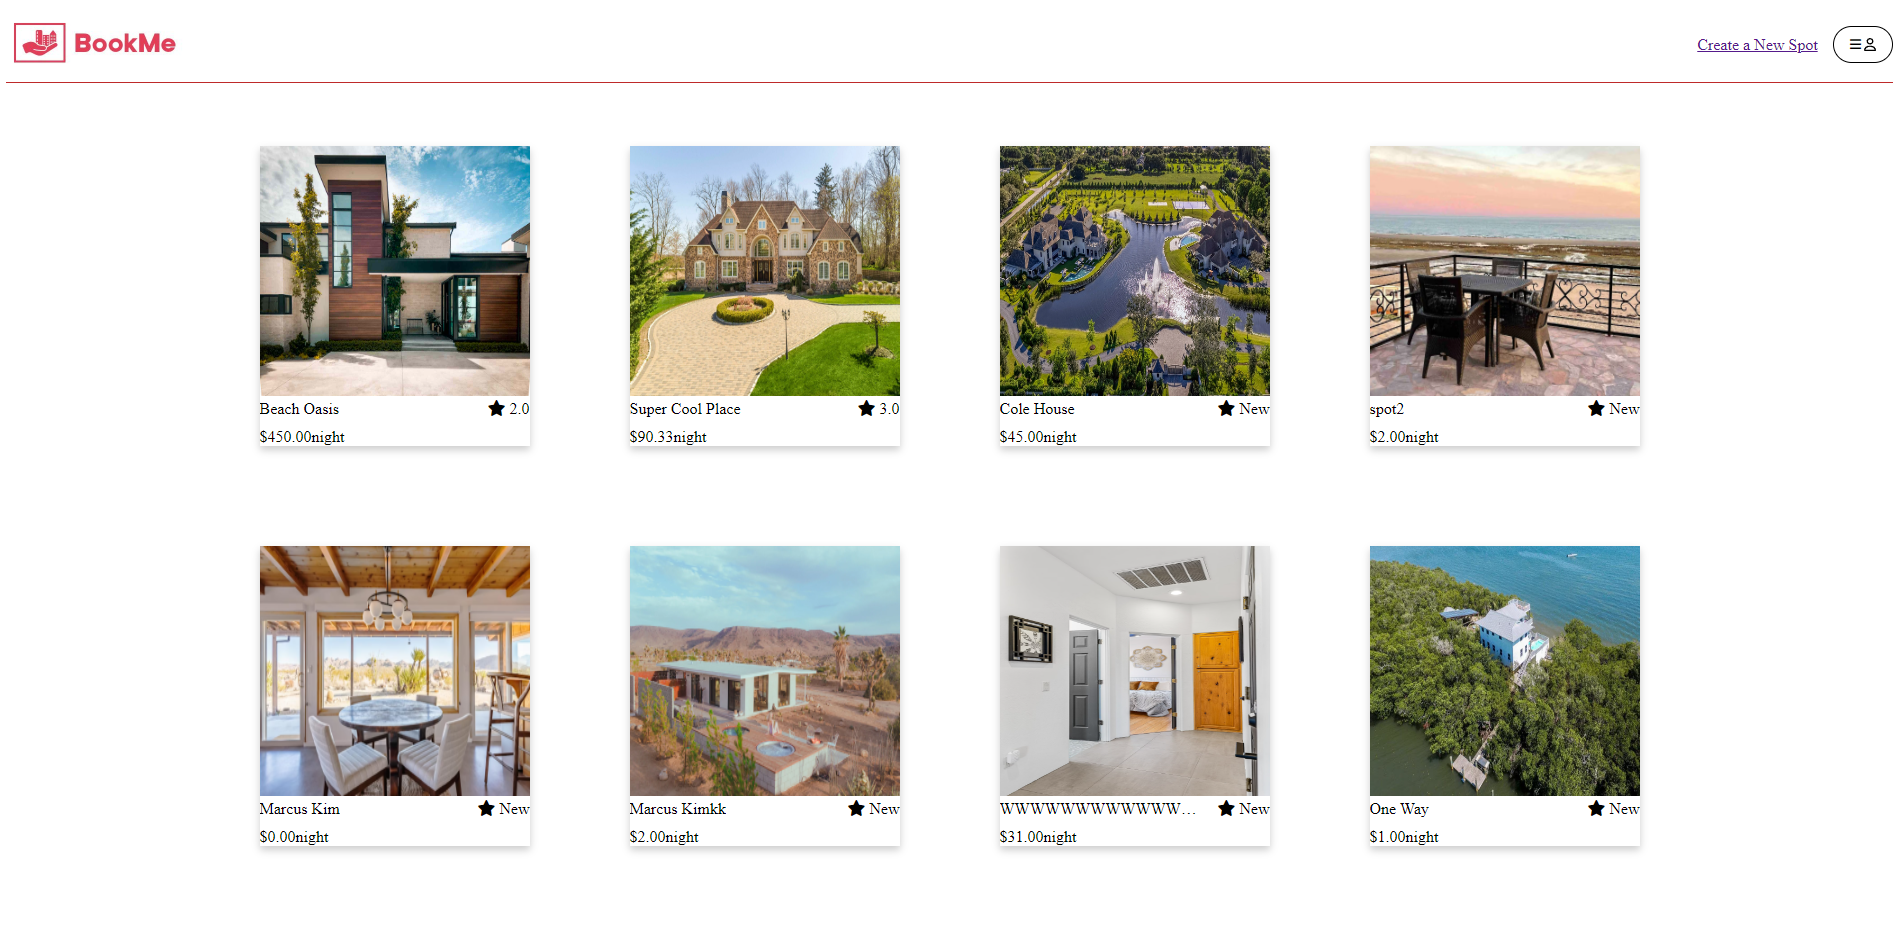 BookMe
Create a New Spot
Beach Oasis 2.0
$450.00night
Super Cool Place 3.0
$90.33night
Cole House New
$45.00night
spot2 New
$2.00night
Marcus Kim New
$0.00night
Marcus Kimkk New
$2.00night
WWWWWWWWWWWW... New
$31.00night
One Way New
$1.00night